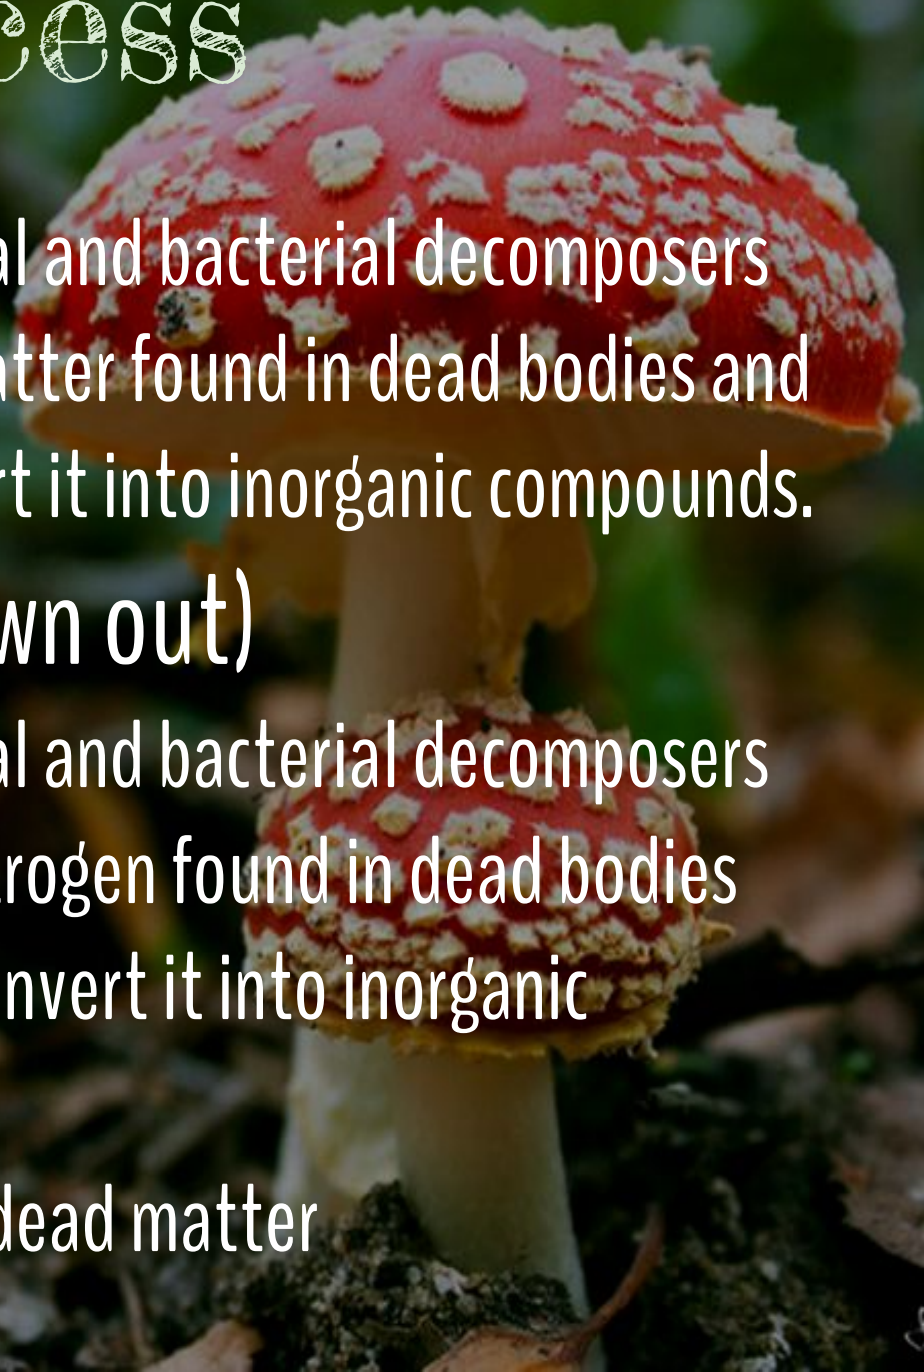 cess
al and bacterial decomposers
atter found in dead bodies and
rt it into inorganic compounds.
wn out)
al and bacterial decomposers
rogen found in dead bodies
nvert it into inorganic
dead matter